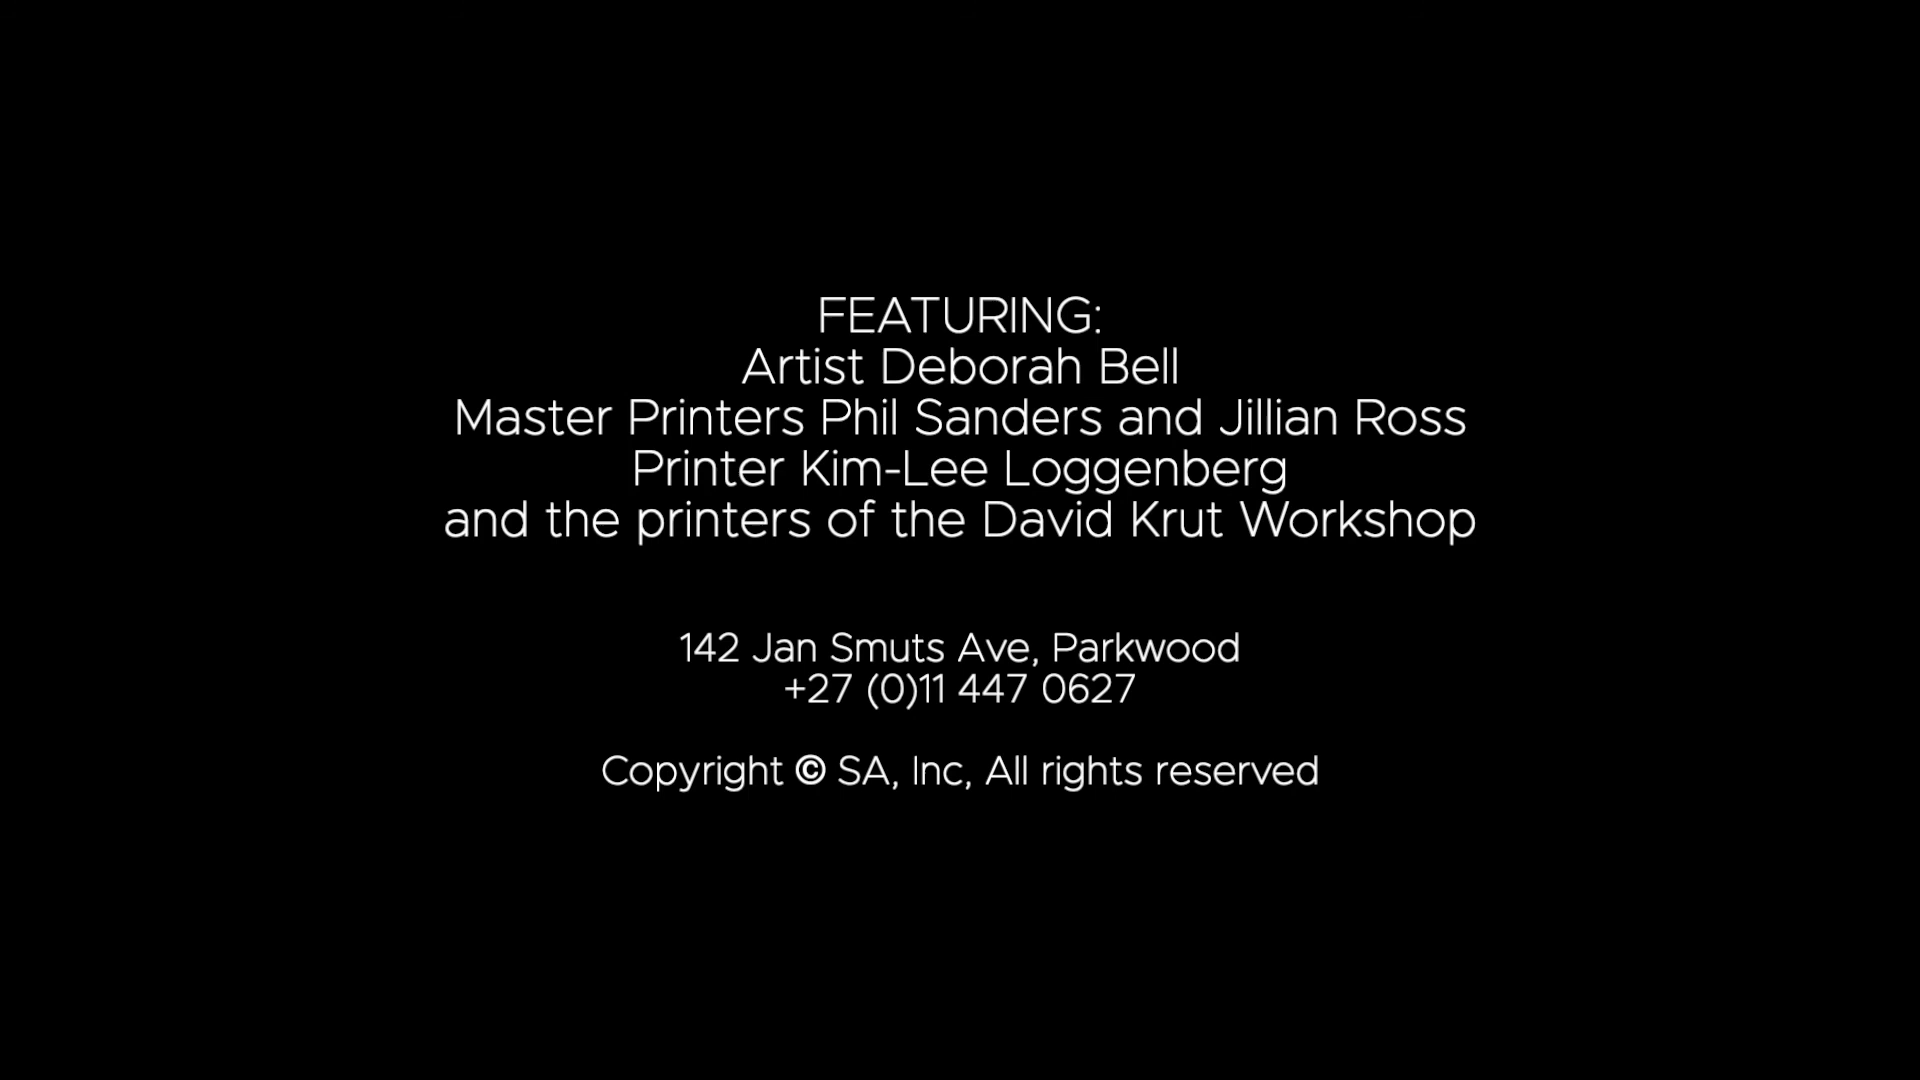 FEATURING:
Artist Deborah Bell
Master Printers Phil Sanders and Jillian Ross
Printer Kim-Lee Loggenberg
and the printers of the David Krut Workshop
142 Jan Smuts Ave, Parkwood
+27 (0)11 447 0627
Copyright © SA, Inc, All rights reserved